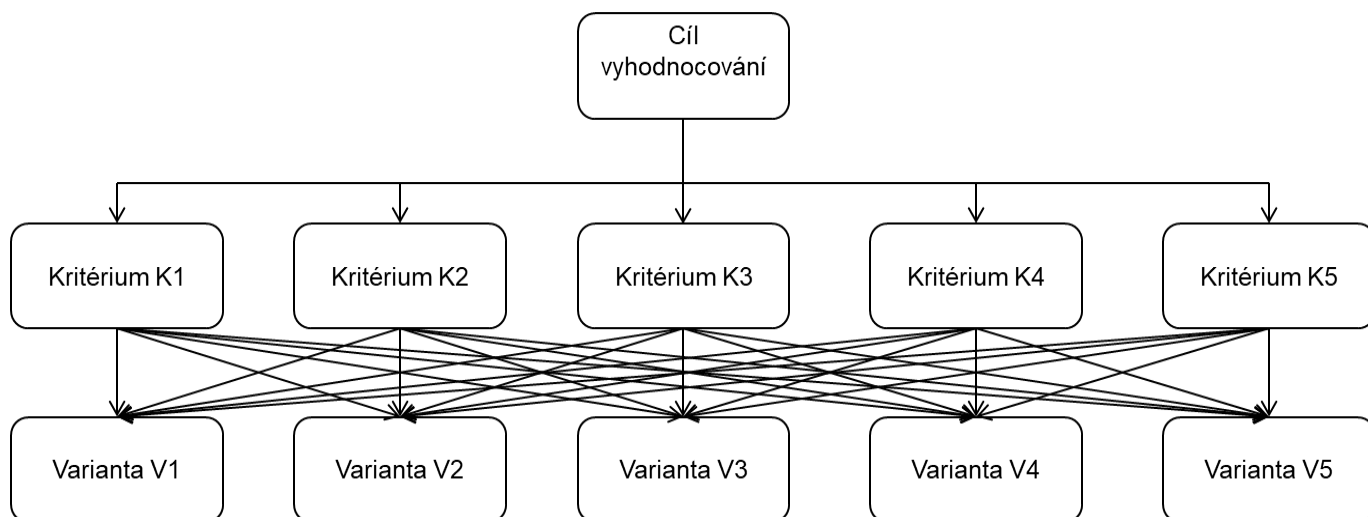 Cíl
vyhodnocování
Kritérium K1
Kritérium K2
Kritérium K3
Kritérium K4
Kritérium K5
Varianta V1
Varianta V2
Varianta V3
Varianta V4
Varianta V5